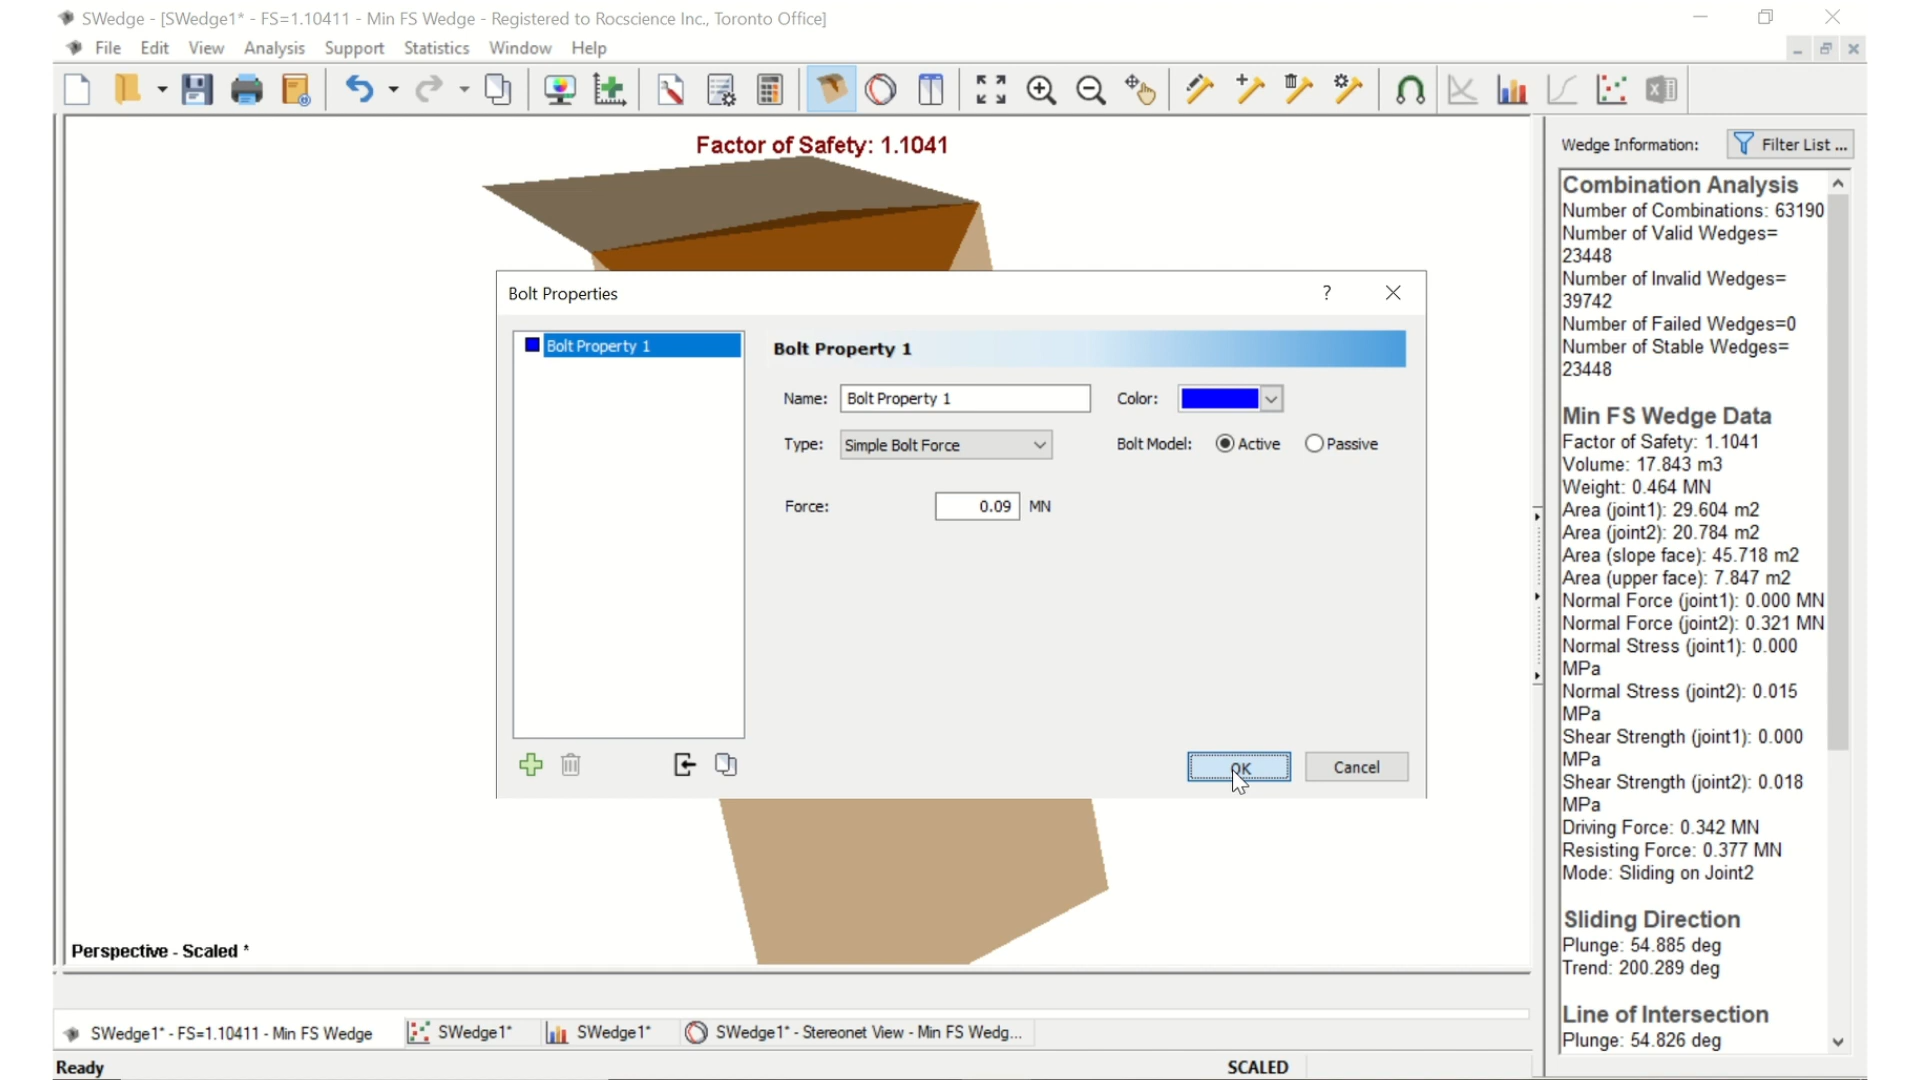 SWedge - [SWedge1* - FS=1.10411 - Min FS Wedge - Registered to Rocscience Inc., Toronto Office]
File Edit View Analysis Support Statistics Window Help
Factor of Safety: 1.1041
Bolt Properties
?
Bolt Property 1
Bolt Property 1
Name: Bolt Property 1 Color:
Type: Simple Bolt Force Bolt Model: Active Passive
Force: 0.09 MN
OK Cancel
Perspective - Scaled *
Wedge Information: Filter List ...
Combination Analysis
Number of Combinations: 63190
Number of Valid Wedges=
23448
Number of Invalid Wedges=
39742
Number of Failed Wedges=0
Number of Stable Wedges=
23448
Min FS Wedge Data
Factor of Safety: 1.1041
Volume: 17.843 m3
Weight: 0.464 MN
Area (joint1): 29.604 m2
Area (joint2): 20.784 m2
Area (slope face): 45.718 m2
Area (upper face): 7.847 m2
Normal Force (joint1): 0.000 MN
Normal Force (joint2): 0.321 MN
Normal Stress (joint1): 0.000
MPa
Normal Stress (joint2): 0.015
MPa
Shear Strength (joint1): 0.000
MPa
Shear Strength (joint2): 0.018
MPa
Driving Force: 0.342 MN
Resisting Force: 0.377 MN
Mode: Sliding on Joint2
Sliding Direction
Plunge: 54.885 deg
Trend: 200.289 deg
Line of Intersection
Plunge: 54.826 deg
SWedge1* - FS=1.10411 - Min FS Wedge SWedge1* SWedge1* SWedge1* - Stereonet View - Min FS Wedg...
Ready SCALED